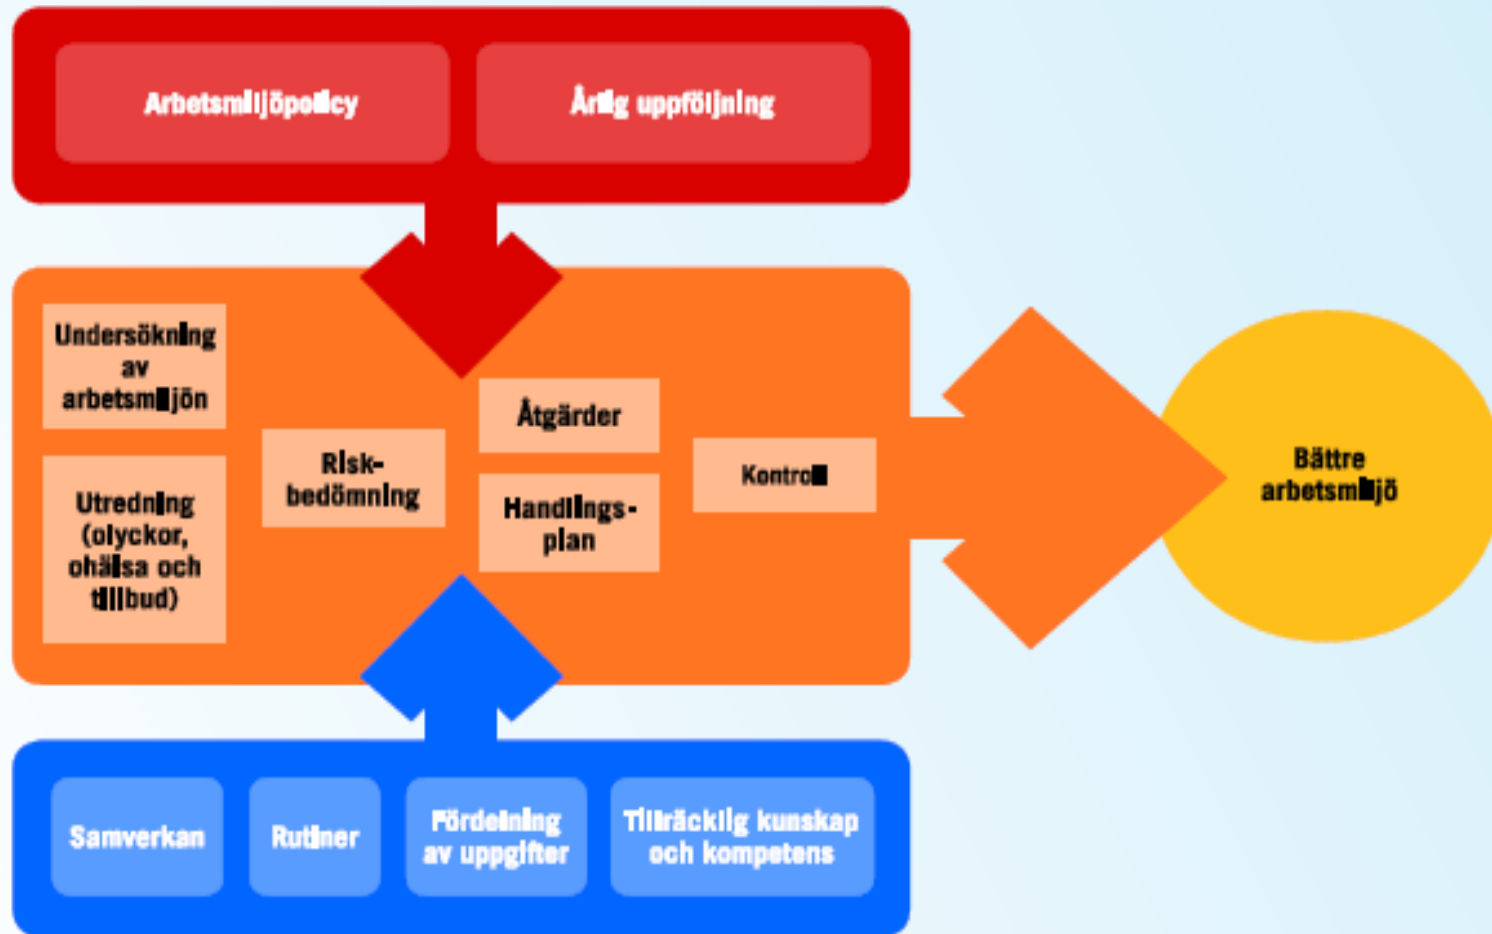 Arbetsmiljöpolicy
Årlig uppföljning
Undersökning
av
arbetsmiljön
Utredning
(olyckor,
ohälsa och
tillbud)
Risk-
bedömning
Åtgärder
Handlings-
plan
Kontroll
Bättre
arbetsmiljö
Samverkan
Rutiner
Fördelning
av uppgifter
Tillräcklig kunskap
och kompetens